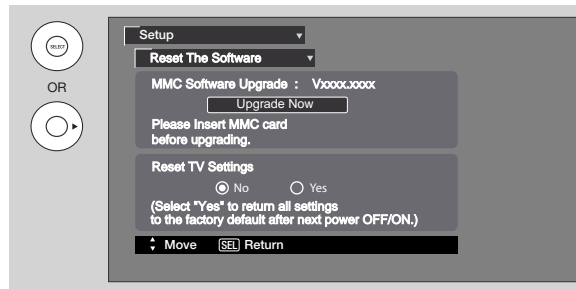 SELECT
OR
Setup
Reset The Software
MMC Software Upgrade : Vxxxx.xxxx
Upgrade Now
Please Insert MMC card
before upgrading.
Reset TV Settings
No Yes
(Select "Yes" to return all settings
to the factory default after next power OFF/ON.)
Move SEL Return